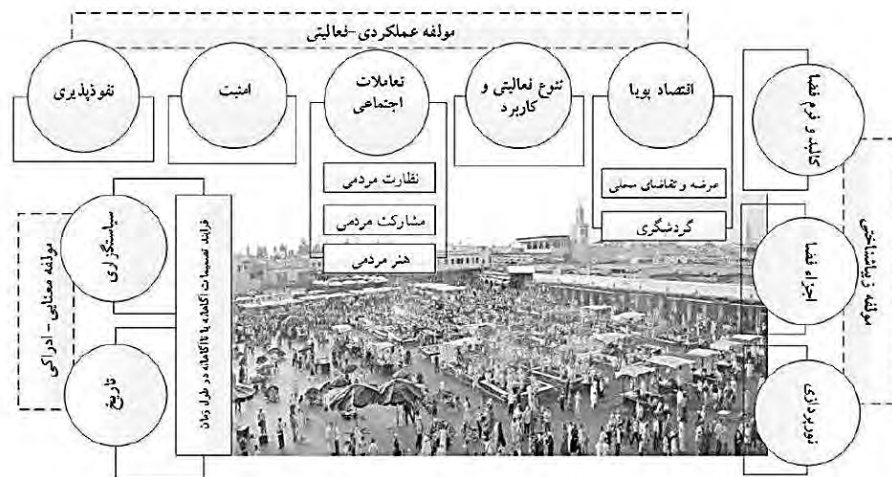 مولفه عملکردی-فعالیتی
اقتصاد پویا
تنوع فعالیتی و
کاربرد
تعاملات
اجتماعی
امنیت
نفوذپذیری
عرضه و تقاضای محلی
گردشگری
نظارت مردمی
مشارکت مردمی
هنر مردمی
مولفه زیباشناختی
کالبد و فرم فضا
اجزاء فضا
نورپردازی
مولفه معنایی - ادراکی
سیاستگزاری
تاریخ
فرایند تصمیمات آگاهانه یا ناآگاهانه در طول زمان